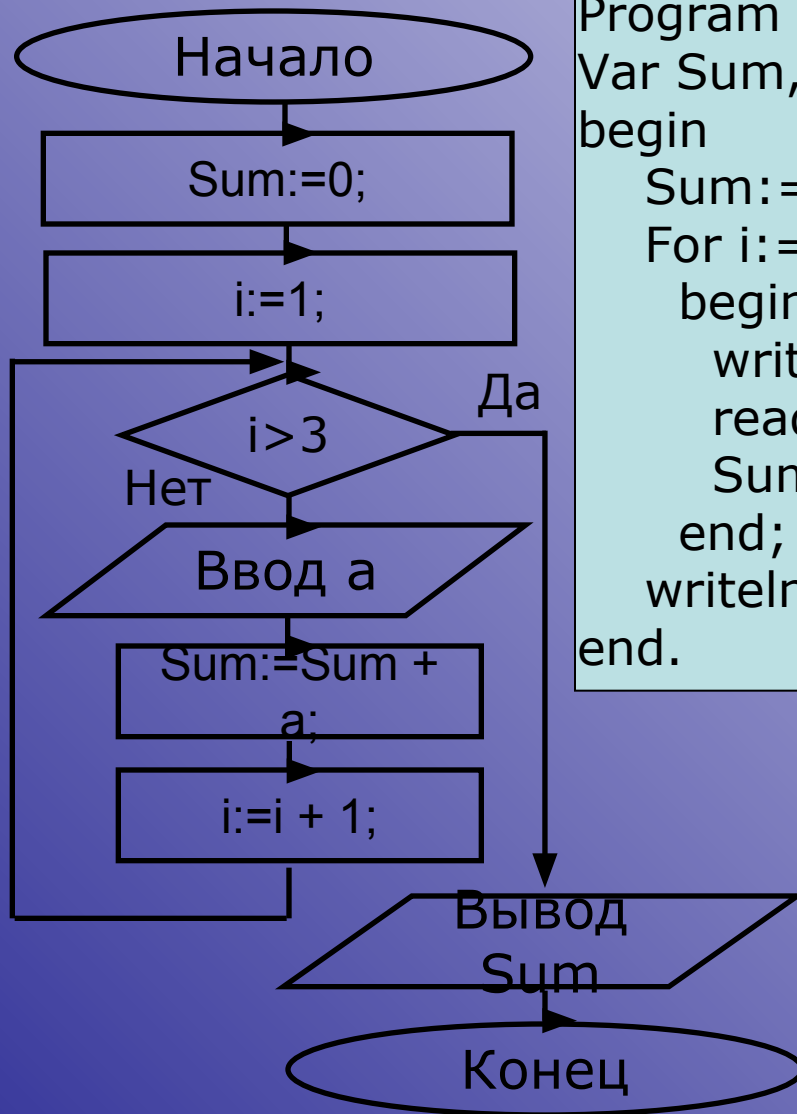 Начало
Sum:=0;
i:=1;
i>3
Да
Нет
Ввод а
Sum:=Sum +
a;
i:=i + 1;
Вывод
Sum
Конец
Program
Var Sum,
begin
Sum:=
For i:=
begin
writ
read
Sum
end;
writeln
end.